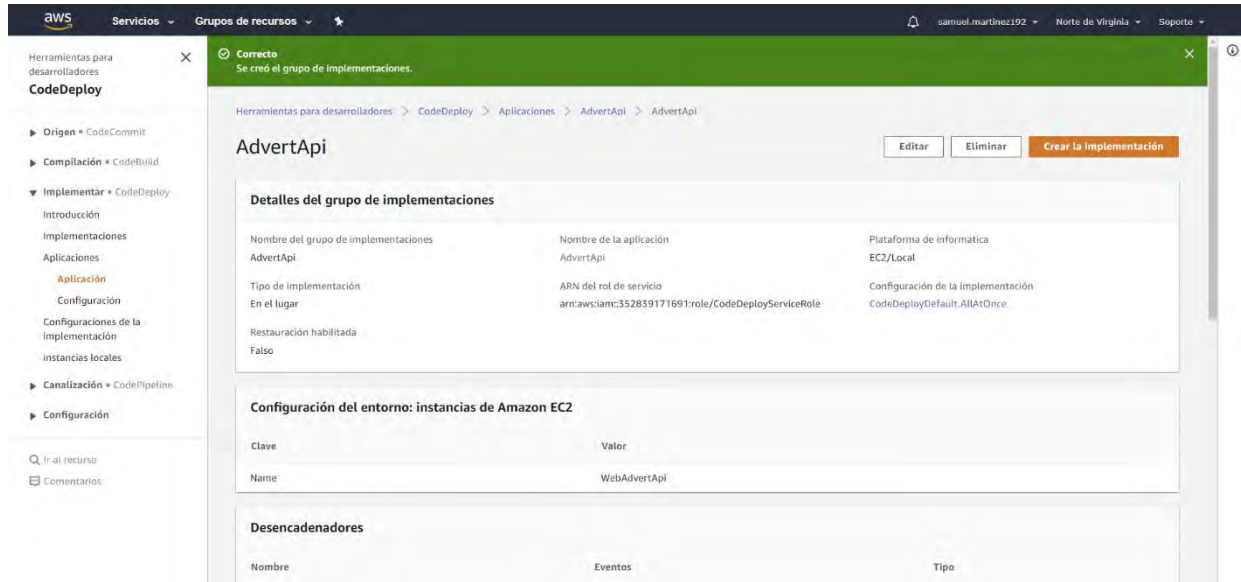 aws
Servicios
Grupos de recursos
samuel.martinez192
Norte de Virginia
Soporte
Herramientas para
desarrolladores
CodeDeploy
Origen • CodeCommit
Compilación • CodeBuild
Implementar • CodeDeploy
Introducción
Implementaciones
Aplicaciones
Aplicación
Configuración
Configuraciones de la
implementación
Instancias locales
Canalización • CodePipeline
Configuración
Ir al recurso
Comentarios
Correcto
Se creó el grupo de implementaciones.
Herramientas para desarrolladores > CodeDeploy > Aplicaciones > AdvertApi > AdvertApi
AdvertApi
Editar
Eliminar
Crear la implementación
Detalles del grupo de implementaciones
Nombre del grupo de implementaciones
AdvertApi
Nombre de la aplicación
AdvertApi
Plataforma de informática
EC2/Local
Tipo de implementación
En el lugar
ARN del rol de servicio
arn:aws:iam::352839171691:role/CodeDeployServiceRole
Configuración de la implementación
CodeDeployDefault.AllAtOnce
Restauración habilitada
Falso
Configuración del entorno: instancias de Amazon EC2
Clave
Valor
Name
WebAdvertApi
Desencadenadores
Nombre
Eventos
Tipo